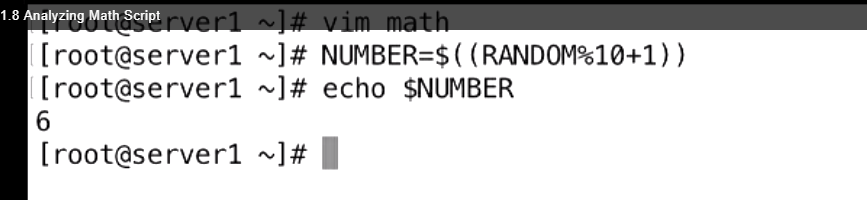 1.8 Analyzing Math Script
[root@server1 ~]# vim math
[root@server1 ~]# NUMBER=$((RANDOM%10+1))
[root@server1 ~]# echo $NUMBER
6
[root@server1 ~]#